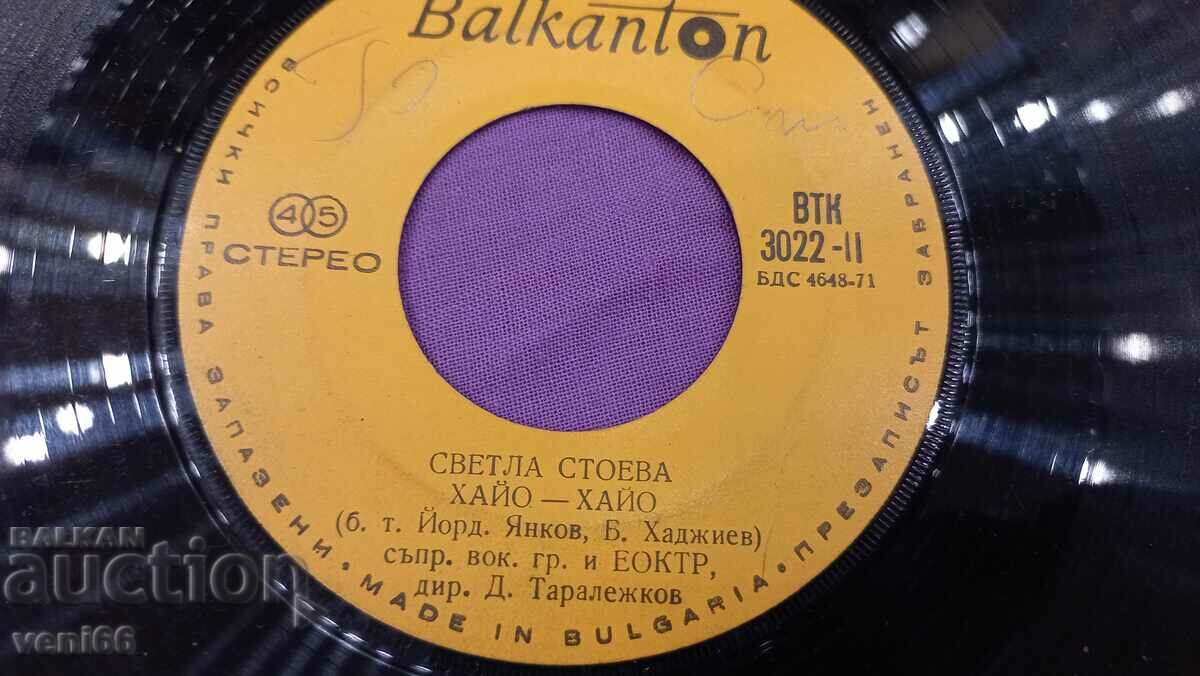 Balkanton
45
СТЕРЕО
ВТК
3022-II
БДС 4648-71
СВЕТЛА СТОЕВА
ХАЙО — ХАЙО
(б. т. Йорд. Янков, Б. Хаджиев)
съпр. вок. гр. и ЕОКТР,
дир. Д. Таралежков
ВСИЧКИ ПРАВА ЗАПАЗЕНИ • MADE IN BULGARIA • ПРЕЗАПИСЪТ ЗАБРАНЕН
BALKAN
auction
veni66